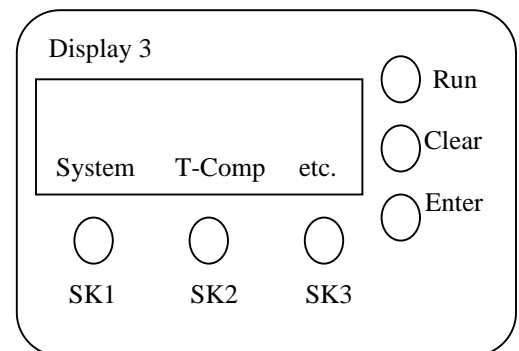 Display 3
Run
Clear
System T-Comp etc.
Enter
SK1 SK2 SK3